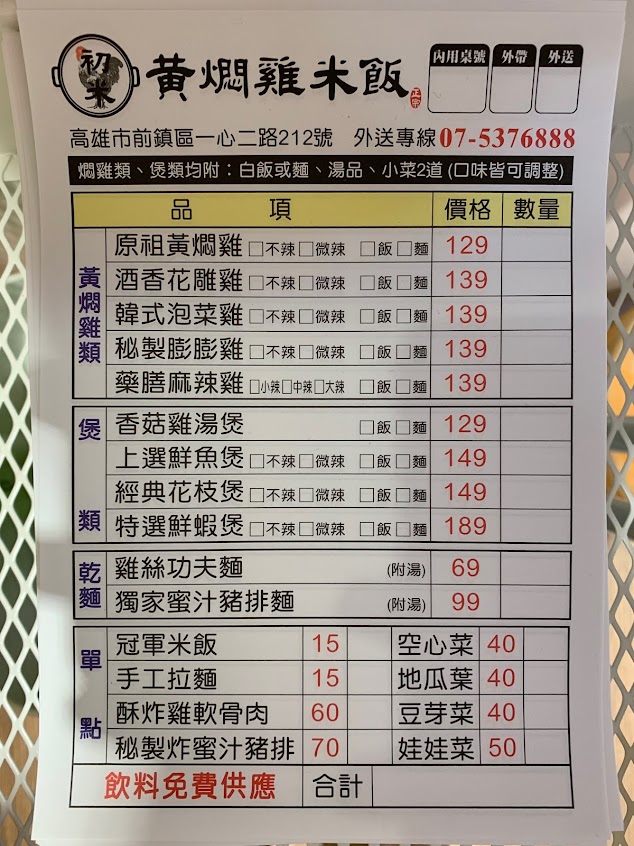 初米
黃燜雞米飯
正宗
內用桌號 外帶 外送
高雄市前鎮區一心二路212號 外送專線07-5376888
燜雞類、煲類均附：白飯或麵、湯品、小菜2道(口味皆可調整)
品項 價格 數量
黃燜雞類
原祖黃燜雞 □不辣□微辣 □飯□麵 129
酒香花雕雞 □不辣□微辣 □飯□麵 139
韓式泡菜雞 □不辣□微辣 □飯□麵 139
秘製膨膨雞 □不辣□微辣 □飯□麵 139
藥膳麻辣雞 □小辣□中辣□大辣 □飯□麵 139
煲類
香菇雞湯煲 □飯□麵 129
上選鮮魚煲 □不辣□微辣 □飯□麵 149
經典花枝煲 □不辣□微辣 □飯□麵 149
特選鮮蝦煲 □不辣□微辣 □飯□麵 189
乾麵
雞絲功夫麵 (附湯) 69
獨家蜜汁豬排麵 (附湯) 99
單點
冠軍米飯 15 空心菜 40
手工拉麵 15 地瓜葉 40
酥炸雞軟骨肉 60 豆芽菜 40
秘製炸蜜汁豬排 70 娃娃菜 50
飲料免費供應 合計